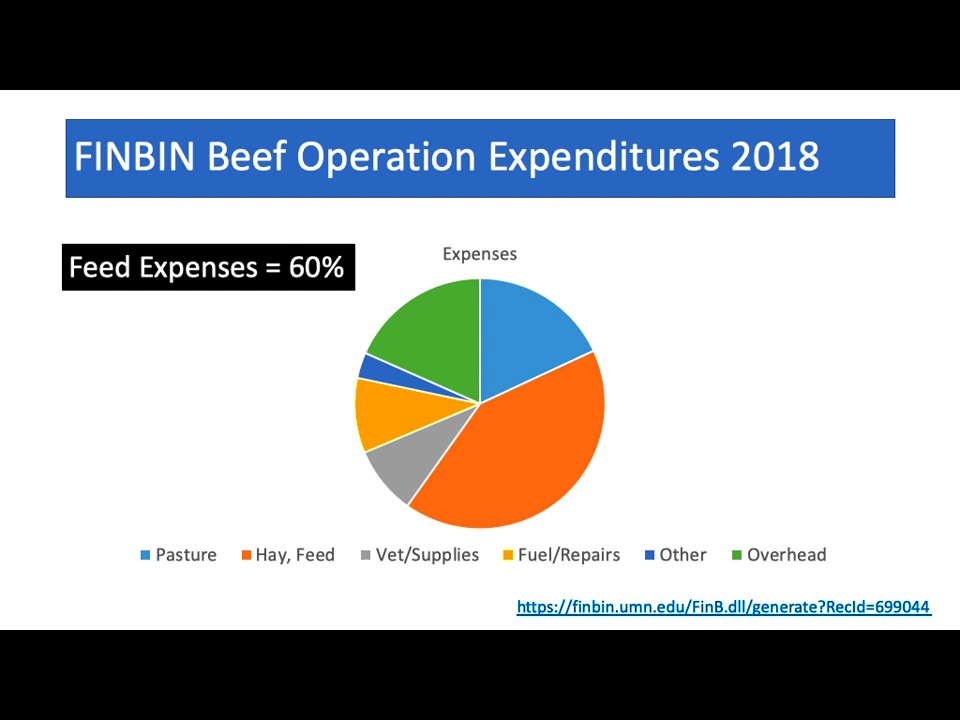 FINBIN Beef Operation Expenditures 2018
Feed Expenses = 60%
Expenses
Pasture Hay, Feed Vet/Supplies Fuel/Repairs Other Overhead
https://finbin.umn.edu/FinB.dll/generate?RecId=699044